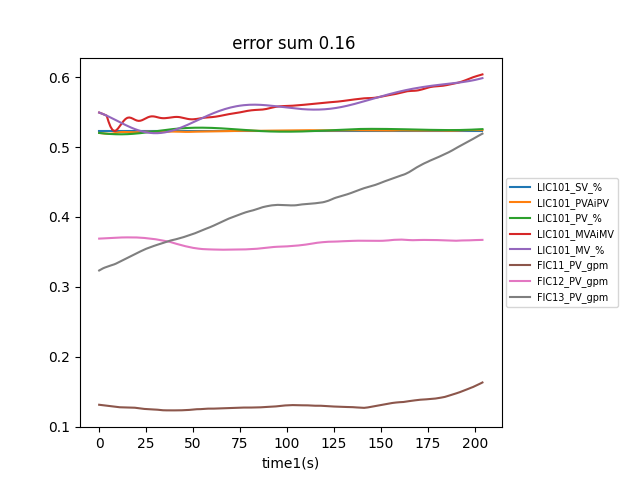 error sum 0.16
0.6
0.5
0.4
0.3
0.2
0.1
0 25 50 75 100 125 150 175 200
time1(s)
LIC101_SV_%
LIC101_PVAiPV
LIC101_PV_%
LIC101_MVAiMV
LIC101_MV_%
FIC11_PV_gpm
FIC12_PV_gpm
FIC13_PV_gpm